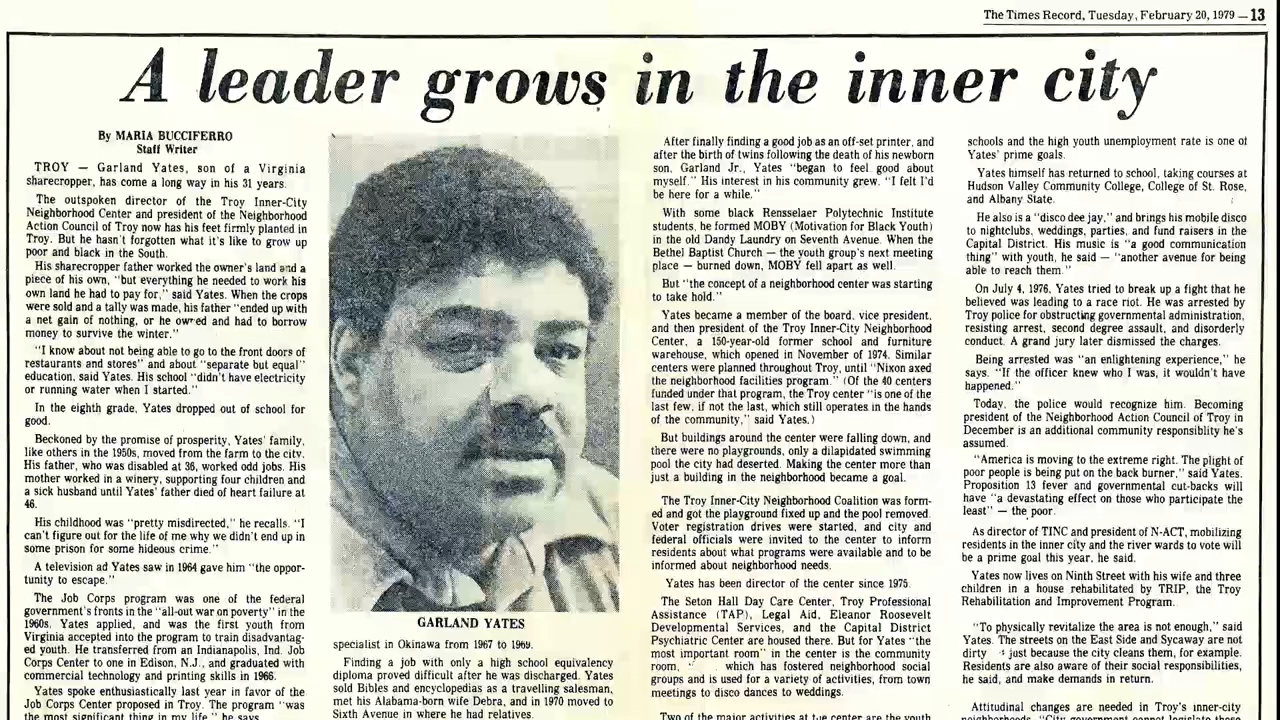 The Times Record, Tuesday, February 20, 1979 — 13
A leader grows in the inner city
By MARIA BUCCIFERRO
Staff Writer
TROY — Garland Yates, son of a Virginia
sharecropper, has come a long way in his 31 years.
The outspoken director of the Troy Inner-City
Neighborhood Center and president of the Neighborhood
Action Council of Troy now has his feet firmly planted in
Troy. But he hasn't forgotten what it's like to grow up
poor and black in the South.
His sharecropper father worked the owner's land and a
piece of his own, "but everything he needed to work his
own land he had to pay for," said Yates. When the crops
were sold and a tally was made, his father "ended up with
a net gain of nothing, or he owed and had to borrow
money to survive the winter."
"I know about not being able to go to the front doors of
restaurants and stores" and about "separate but equal"
education, said Yates. His school "didn't have electricity
or running water when I started."
In the eighth grade, Yates dropped out of school for
good.
Beckoned by the promise of prosperity, Yates' family,
like others in the 1950s, moved from the farm to the city.
His father, who was disabled at 36, worked odd jobs. His
mother worked in a winery, supporting four children and
a sick husband until Yates' father died of heart failure at
46.
His childhood was "pretty misdirected," he recalls. "I
can't figure out for the life of me why we didn't end up in
some prison for some hideous crime."
A television ad Yates saw in 1964 gave him "the oppor-
tunity to escape."
The Job Corps program was one of the federal
government's fronts in the "all-out war on poverty" in the
1960s. Yates applied, and was the first youth from
Virginia accepted into the program to train disadvantag-
ed youth. He transferred from an Indianapolis, Ind. Job
Corps Center to one in Edison, N.J., and graduated with
commercial technology and printing skills in 1966.
Yates spoke enthusiastically last year in favor of the
Job Corps Center proposed in Troy. The program "was
the most significant thing in my life," he says.
GARLAND YATES
specialist in Okinawa from 1967 to 1969.
Finding a job with only a high school equivalency
diploma proved difficult after he was discharged. Yates
sold Bibles and encyclopedias as a travelling salesman,
met his Alabama-born wife Debra, and in 1970 moved to
Sixth Avenue in where he had relatives.
After finally finding a good job as an off-set printer, and
after the birth of twins following the death of his newborn
son, Garland Jr., Yates "began to feel good about
myself." His interest in his community grew. "I felt I'd
be here for a while."
With some black Rensselaer Polytechnic Institute
students, he formed MOBY (Motivation for Black Youth)
in the old Dandy Laundry on Seventh Avenue. When the
Bethel Baptist Church — the youth group's next meeting
place — burned down, MOBY fell apart as well.
But "the concept of a neighborhood center was starting
to take hold."
Yates became a member of the board, vice president,
and then president of the Troy Inner-City Neighborhood
Center, a 150-year-old former school and furniture
warehouse, which opened in November of 1974. Similar
centers were planned throughout Troy, until "Nixon axed
the neighborhood facilities program." (Of the 40 centers
funded under that program, the Troy center "is one of the
last few, if not the last, which still operates in the hands
of the community," said Yates.)
But buildings around the center were falling down, and
there were no playgrounds, only a dilapidated swimming
pool the city had deserted. Making the center more than
just a building in the neighborhood became a goal.
The Troy Inner-City Neighborhood Coalition was form-
ed and got the playground fixed up and the pool removed.
Voter registration drives were started, and city and
federal officials were invited to the center to inform
residents about what programs were available and to be
informed about neighborhood needs.
Yates has been director of the center since 1975.
The Seton Hall Day Care Center, Troy Professional
Assistance (TAP), Legal Aid, Eleanor Roosevelt
Developmental Services, and the Capital District
Psychiatric Center are housed there. But for Yates "the
most important room" in the center is the community
room, which has fostered neighborhood social
groups and is used for a variety of activities, from town
meetings to disco dances to weddings.
Two of the major activities at the center are the youth
schools and the high youth unemployment rate is one of
Yates' prime goals.
Yates himself has returned to school, taking courses at
Hudson Valley Community College, College of St. Rose,
and Albany State.
He also is a "disco dee jay," and brings his mobile disco
to nightclubs, weddings, parties, and fund raisers in the
Capital District. His music is "a good communication
thing" with youth, he said — "another avenue for being
able to reach them."
On July 4, 1976, Yates tried to break up a fight that he
believed was leading to a race riot. He was arrested by
Troy police for obstructing governmental administration,
resisting arrest, second degree assault, and disorderly
conduct. A grand jury later dismissed the charges.
Being arrested was "an enlightening experience," he
says. "If the officer knew who I was, it wouldn't have
happened."
Today, the police would recognize him. Becoming
president of the Neighborhood Action Council of Troy in
December is an additional community responsiblity he's
assumed.
"America is moving to the extreme right. The plight of
poor people is being put on the back burner," said Yates.
Proposition 13 fever and governmental cut-backs will
have "a devastating effect on those who participate the
least" — the poor.
As director of TINC and president of N-ACT, mobilizing
residents in the inner city and the river wards to vote will
be a prime goal this year, he said.
Yates now lives on Ninth Street with his wife and three
children in a house rehabilitated by TRIP, the Troy
Rehabilitation and Improvement Program.
"To physically revitalize the area is not enough," said
Yates. The streets on the East Side and Sycaway are not
dirty just because the city cleans them, for example.
Residents are also aware of their social responsibilities,
he said, and make demands in return.
Attitudinal changes are needed in Troy's inner-city
neighborhoods. "City government cannot legislate those